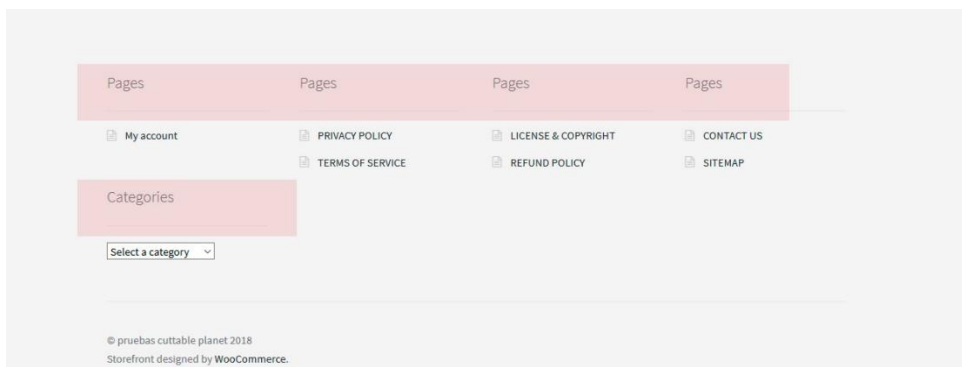 Pages Pages Pages Pages
My account PRIVACY POLICY LICENSE & COPYRIGHT CONTACT US
TERMS OF SERVICE REFUND POLICY SITEMAP
Categories
Select a category
© pruebas cuttable planet 2018
Storefront designed by WooCommerce.